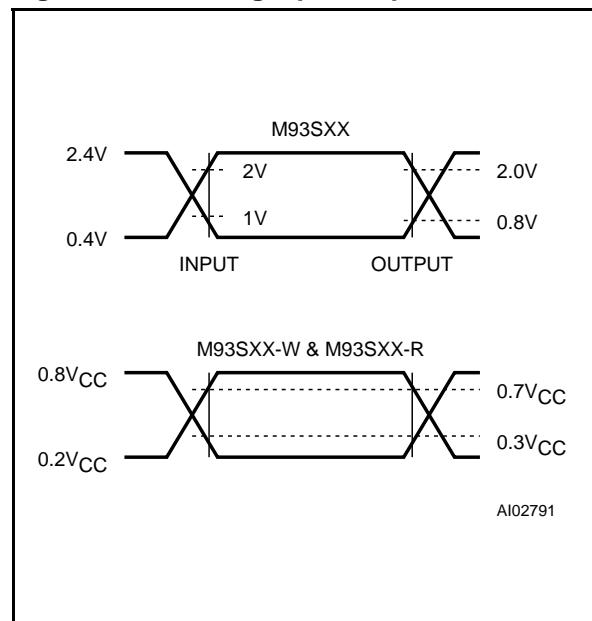 M93SXX
2.4V
2V
2.0V
1V
0.8V
0.4V
INPUT
OUTPUT
M93SXX-W & M93SXX-R
0.8VCC
0.7VCC
0.3VCC
0.2VCC
AI02791